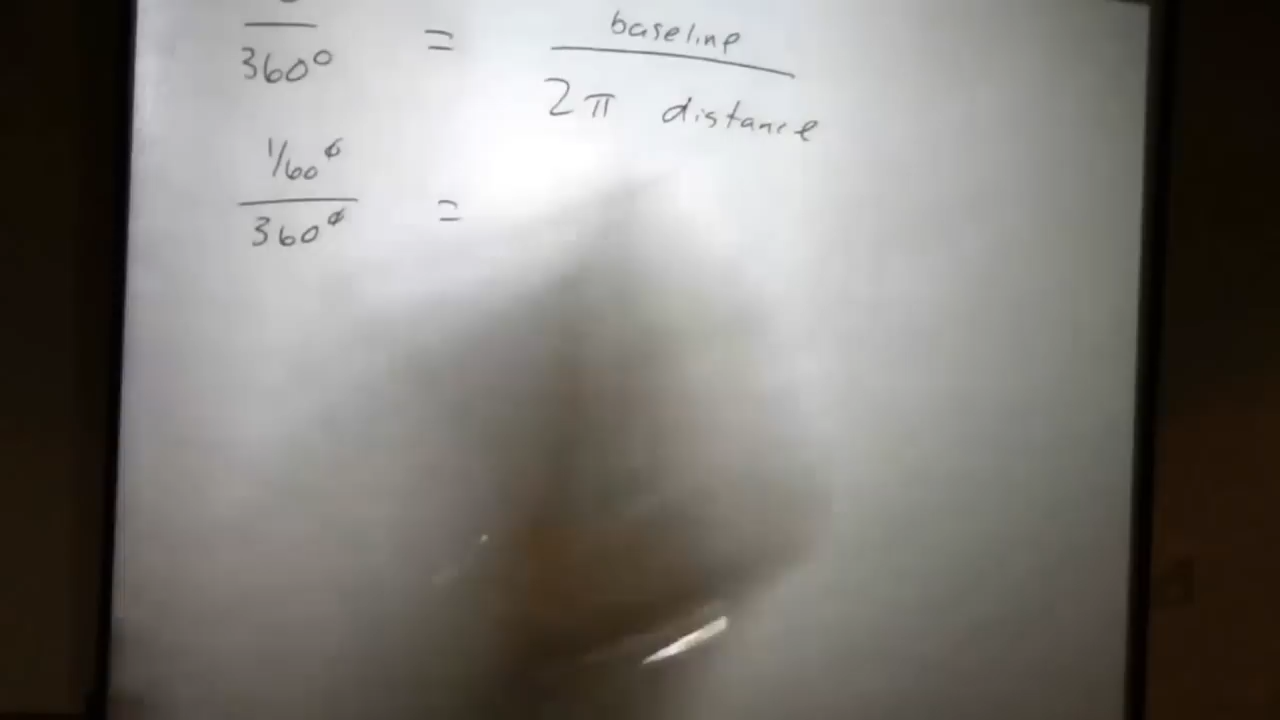 360° = baseline / 2π distance
1/60° / 360° =